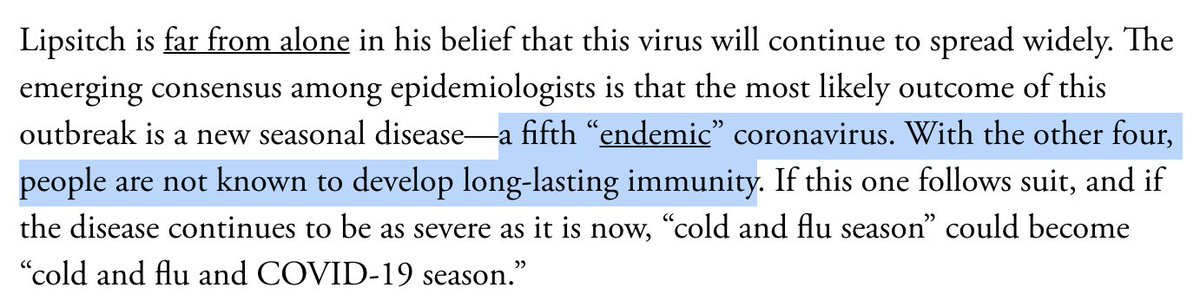 Lipsitch is far from alone in his belief that this virus will continue to spread widely. The
emerging consensus among epidemiologists is that the most likely outcome of this
outbreak is a new seasonal disease—a fifth “endemic” coronavirus. With the other four,
people are not known to develop long-lasting immunity. If this one follows suit, and if
the disease continues to be as severe as it is now, “cold and flu season” could become
“cold and flu and COVID-19 season.”